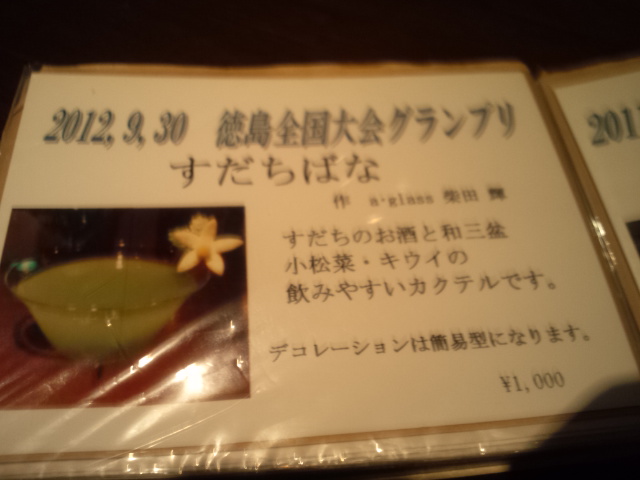 2012.9.30 徳島全国大会グランプリ
すだちばな
作 a・glass 柴田 輝
すだちのお酒と和三盆
小松菜・キウイの
飲みやすいカクテルです。
デコレーションは簡易型になります。
¥1,000
201